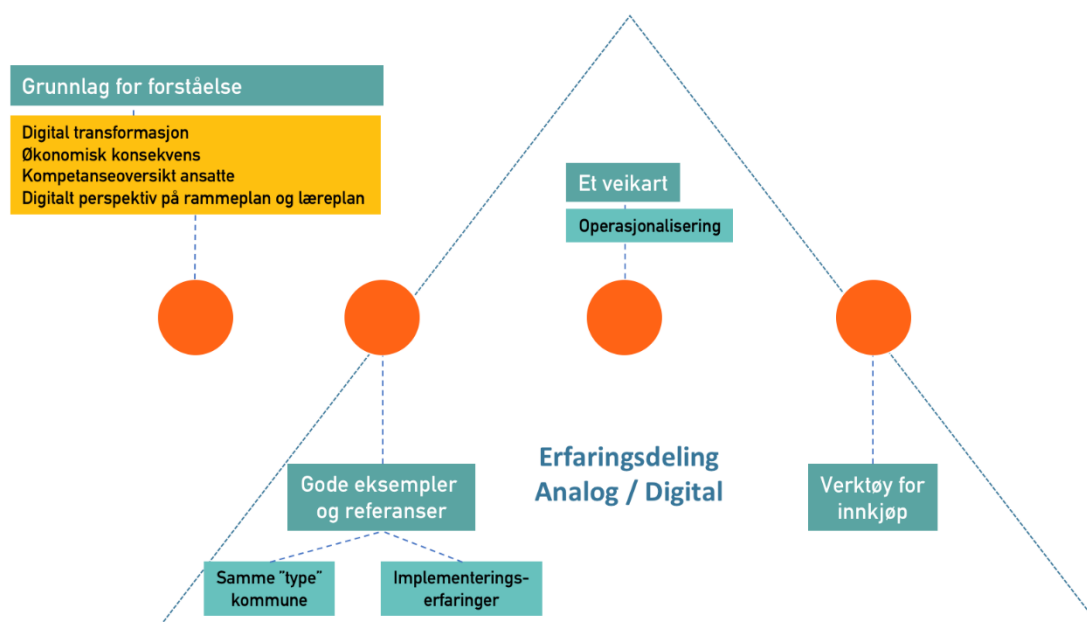 Grunnlag for forståelse
Digital transformasjon
Økonomisk konsekvens
Kompetanseoversikt ansatte
Digitalt perspektiv på rammeplan og læreplan
Et veikart
Operasjonalisering
Erfaringsdeling
Analog / Digital
Gode eksempler
og referanser
Samme "type"
kommune
Implementerings-
erfaringer
Verktøy for
innkjøp